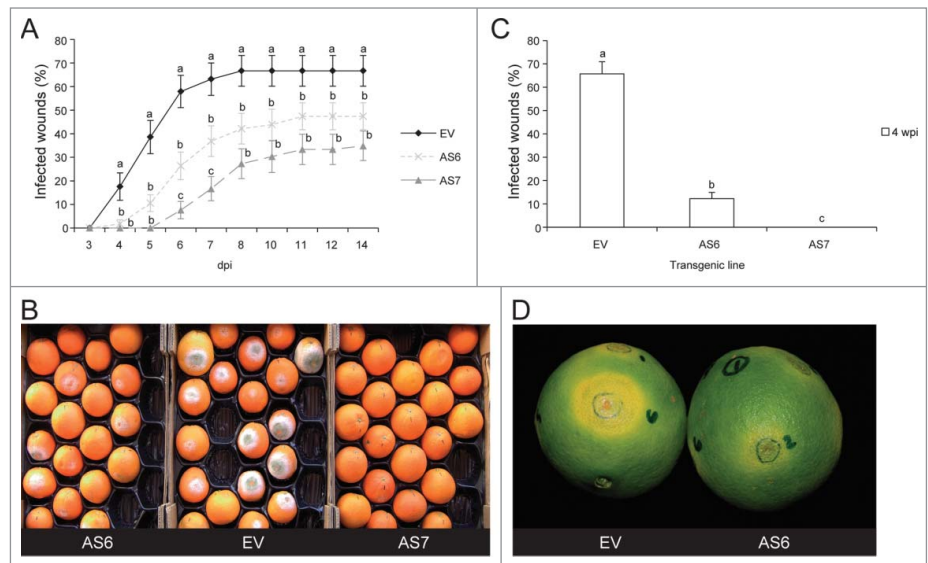 A
Infected wounds (%)
80
70
60
50
40
30
20
10
0
a
a
a
a
a
a
a
a
a
b
b
b
b
b
b
b
b
b
b
b
c
c
b
b
b
b
b
3
4
5
6
7
8
10
11
12
14
dpi
EV
AS6
AS7
C
Infected wounds (%)
80
70
60
50
40
30
20
10
0
a
b
c
EV
AS6
AS7
Transgenic line
4 wpi
B
AS6
EV
AS7
D
EV
AS6